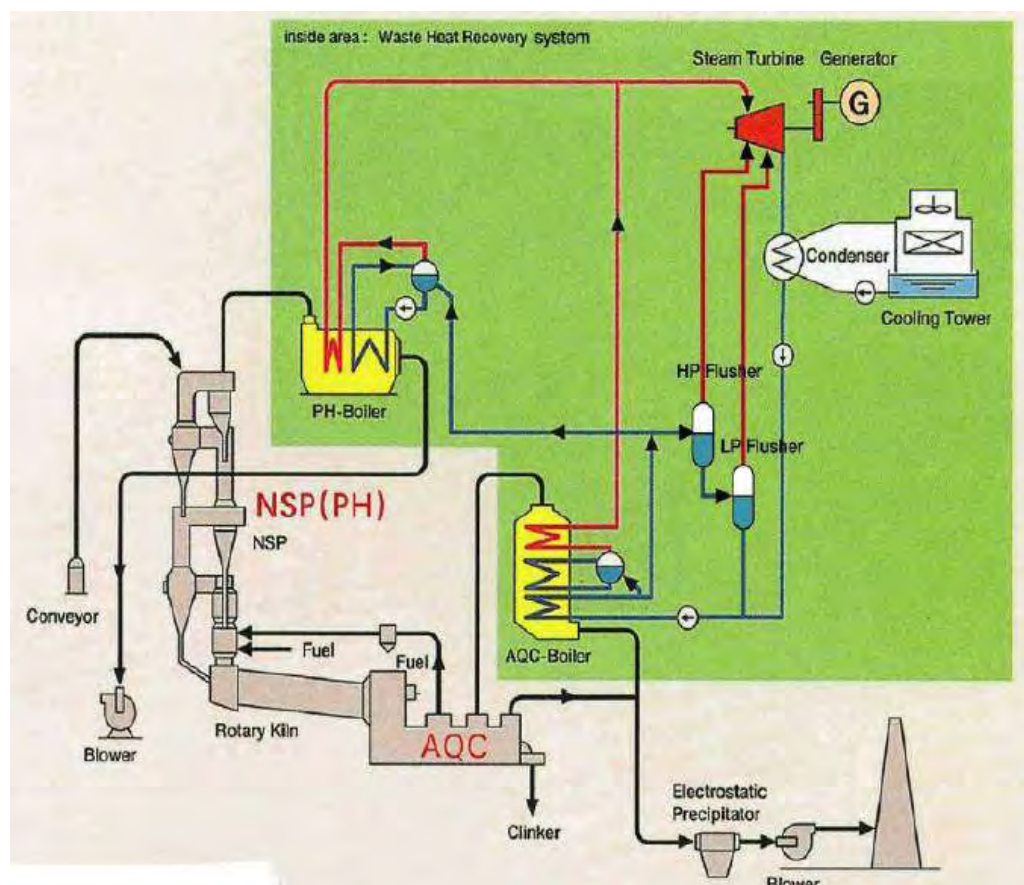 inside area : Waste Heat Recovery system
Steam Turbine Generator
G
Condenser
Cooling Tower
HP Flusher
PH-Boiler
LP Flusher
NSP(PH)
NSP
Conveyor
Fuel
Fuel
AQC-Boiler
Rotary Kiln
AQC
Blower
Electrostatic
Precipitator
Clinker
Blower